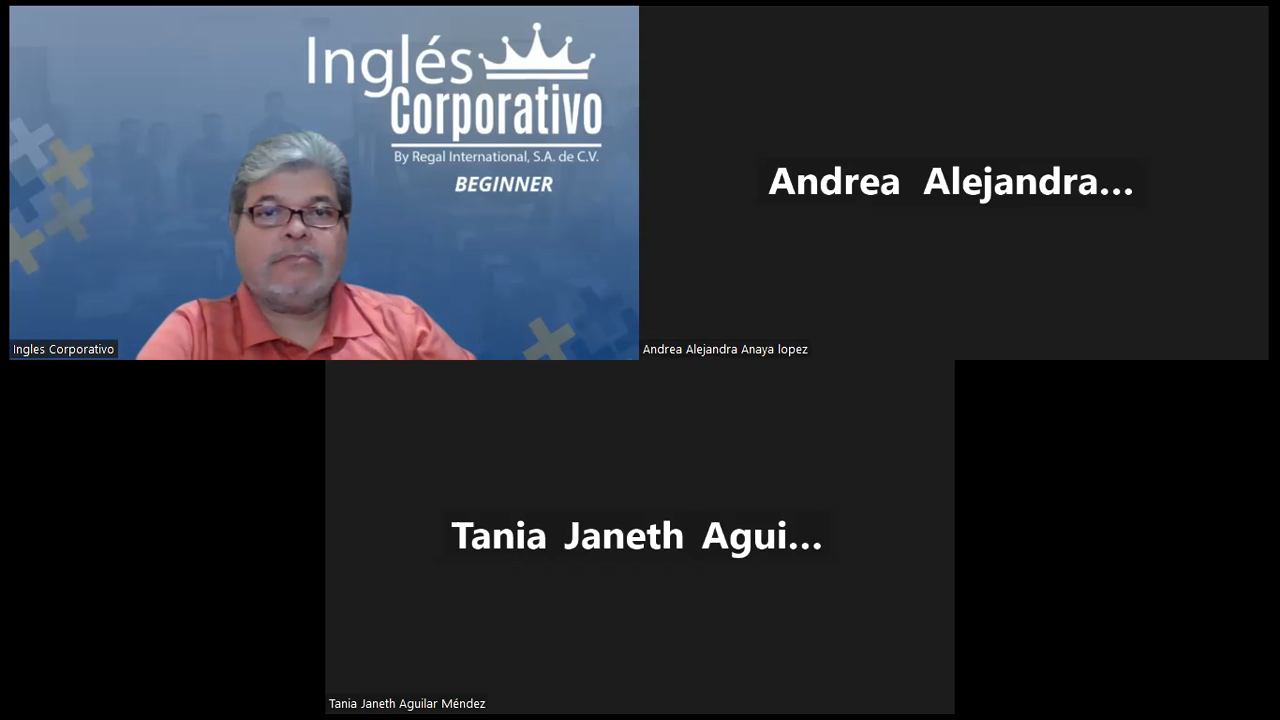 Inglés
Corporativo
By Regal International, S.A. de C.V.
BEGINNER
Ingles Corporativo
Andrea Alejandra...
Andrea Alejandra Anaya lopez
Tania Janeth Agui...
Tania Janeth Aguilar Méndez